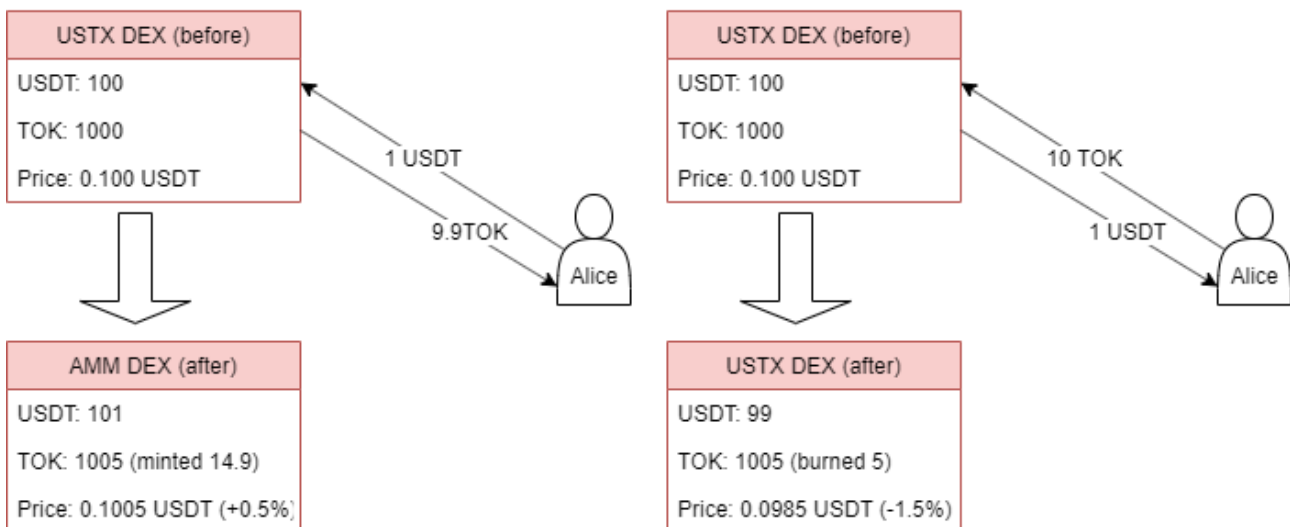 USTX DEX (before)
USDT: 100
TOK: 1000
Price: 0.100 USDT
1 USDT
9.9TOK
Alice
AMM DEX (after)
USDT: 101
TOK: 1005 (minted 14.9)
Price: 0.1005 USDT (+0.5%)
USTX DEX (before)
USDT: 100
TOK: 1000
Price: 0.100 USDT
10 TOK
1 USDT
Alice
USTX DEX (after)
USDT: 99
TOK: 1005 (burned 5)
Price: 0.0985 USDT (-1.5%)